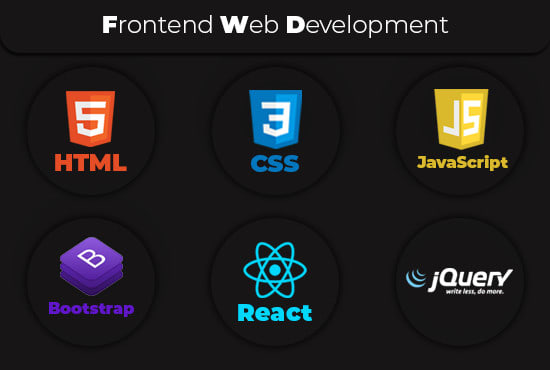 Frontend Web Development
5
3
JS
HTML
CSS
JavaScript
B
Bootstrap
React
jQuery
write less, do more.